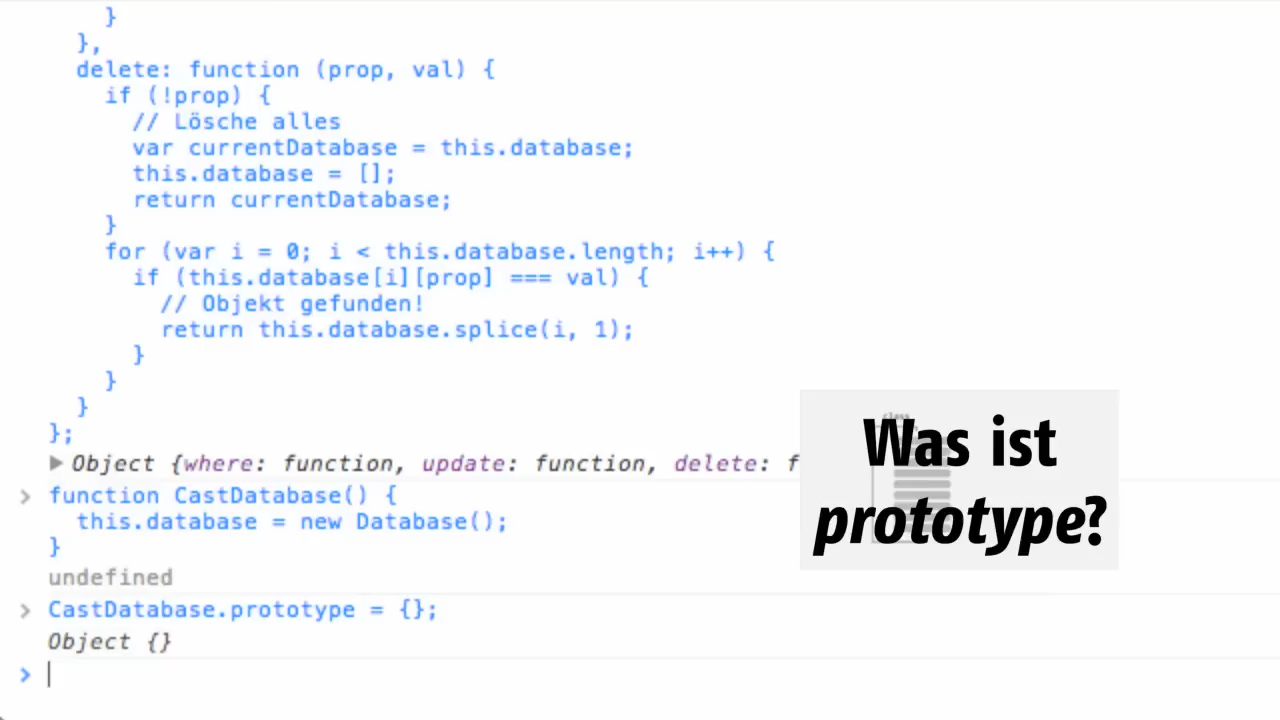 }
},
delete: function (prop, val) {
if (!prop) {
// Lösche alles
var currentDatabase = this.database;
this.database = [];
return currentDatabase;
}
for (var i = 0; i < this.database.length; i++) {
if (this.database[i][prop] === val) {
// Objekt gefunden!
return this.database.splice(i, 1);
}
}
}
};
▶ Object {where: function, update: function, delete: f
> function CastDatabase() {
this.database = new Database();
}
undefined
> CastDatabase.prototype = {};
Object {}
>
Was ist
prototype?